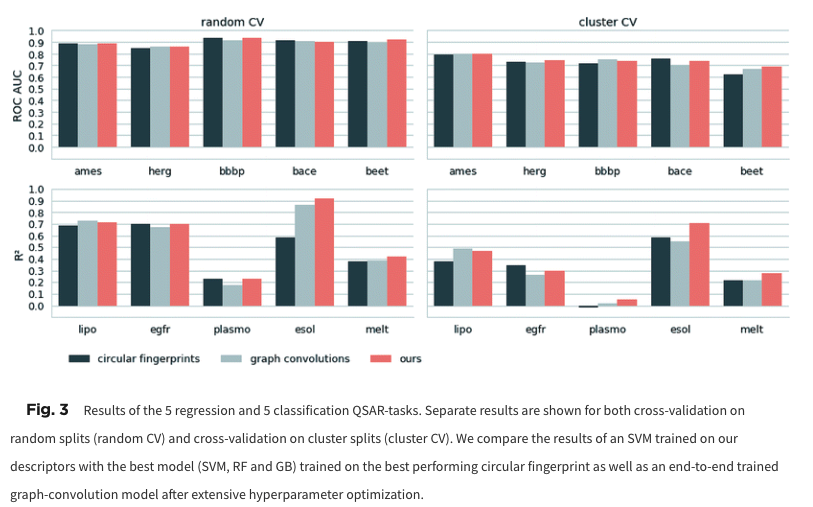 random CV
cluster CV
1.0
0.9
0.8
0.7
0.6
0.5
0.4
0.3
0.2
0.1
0.0
ROC AUC
ames herg bbbp bace beet
ames herg bbbp bace beet
1.0
0.9
0.8
0.7
0.6
0.5
0.4
0.3
0.2
0.1
0.0
R²
lipo egfr plasmo esol melt
lipo egfr plasmo esol melt
circular fingerprints graph convolutions ours
Fig. 3 Results of the 5 regression and 5 classification QSAR-tasks. Separate results are shown for both cross-validation on
random splits (random CV) and cross-validation on cluster splits (cluster CV). We compare the results of an SVM trained on our
descriptors with the best model (SVM, RF and GB) trained on the best performing circular fingerprint as well as an end-to-end trained
graph-convolution model after extensive hyperparameter optimization.